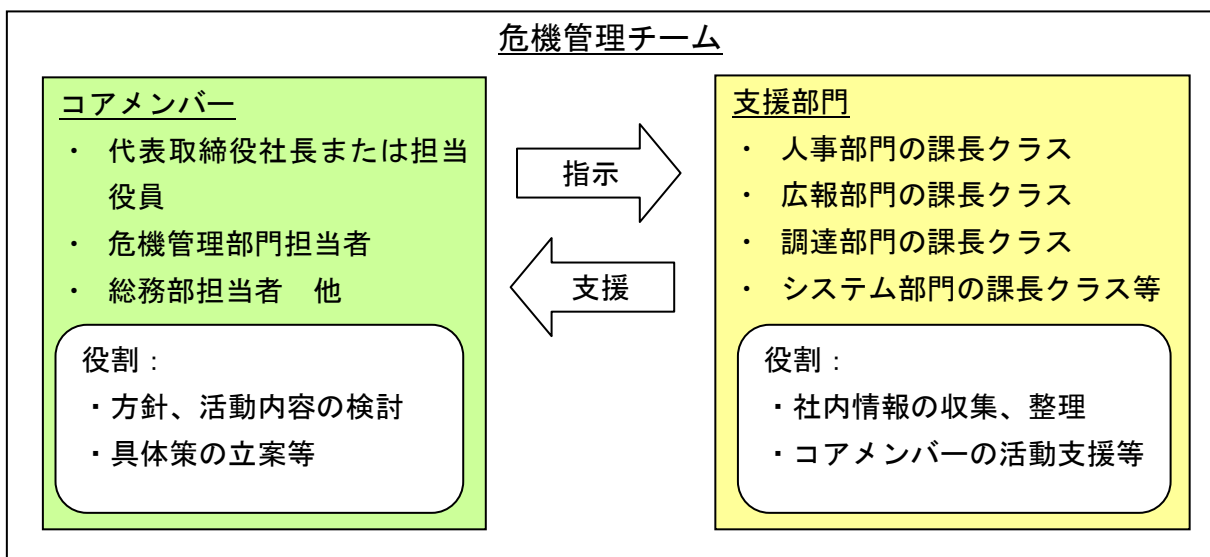 危機管理チーム
コアメンバー
・ 代表取締役社長または担当
役員
・ 危機管理部門担当者
・ 総務部担当者　他
役割：
・方針、活動内容の検討
・具体策の立案等
指示
支援
支援部門
・ 人事部門の課長クラス
・ 広報部門の課長クラス
・ 調達部門の課長クラス
・ システム部門の課長クラス等
役割：
・社内情報の収集、整理
・コアメンバーの活動支援等